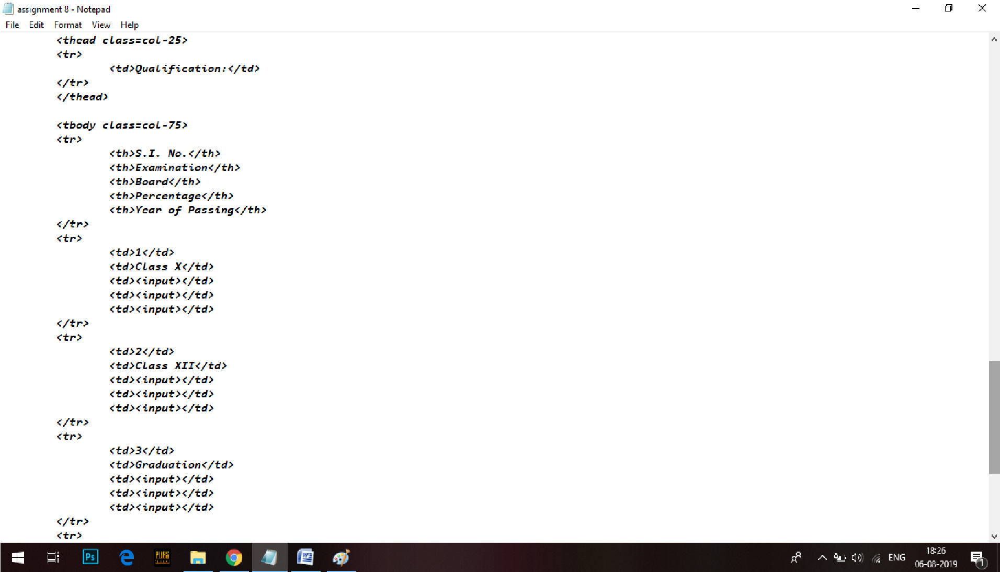 assignment 8 - Notepad
File Edit Format View Help
<thead class=col-25>
<tr>
<td>Qualification:</td>
</tr>
</thead>
<tbody class=col-75>
<tr>
<th>S.I. No.</th>
<th>Examination</th>
<th>Board</th>
<th>Percentage</th>
<th>Year of Passing</th>
</tr>
<tr>
<td>1</td>
<td>Class X</td>
<td><input></td>
<td><input></td>
<td><input></td>
</tr>
<tr>
<td>2</td>
<td>Class XII</td>
<td><input></td>
<td><input></td>
<td><input></td>
</tr>
<tr>
<td>3</td>
<td>Graduation</td>
<td><input></td>
<td><input></td>
<td><input></td>
</tr>
<tr>
Ps PUBG ENG 18:26
06-08-2019 1